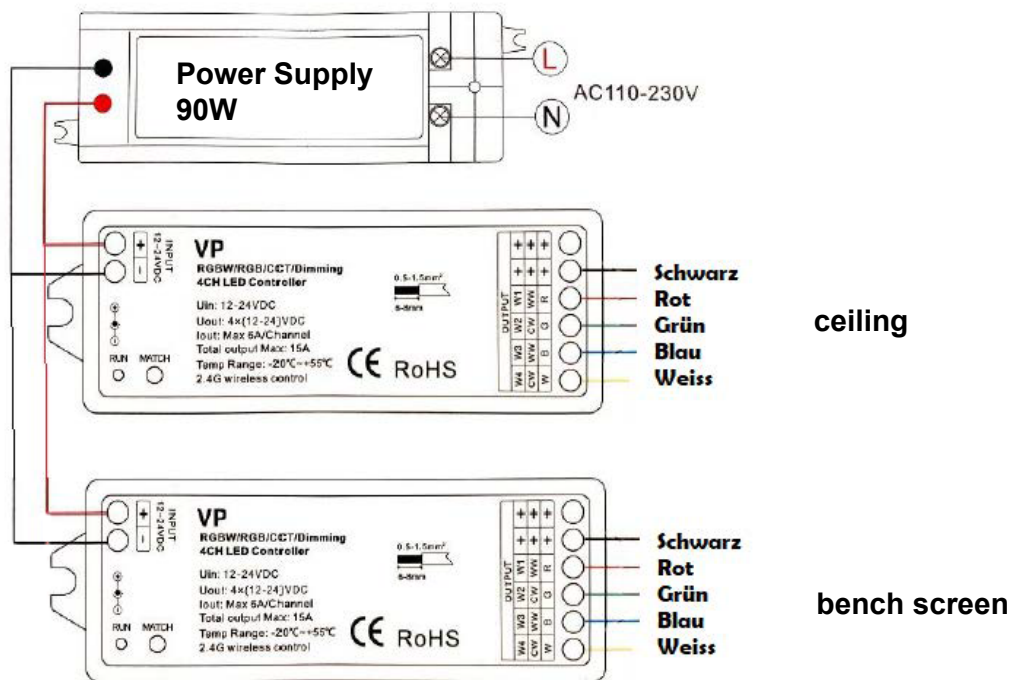 Power Supply
90W
L
N
AC110-230V
+
−
INPUT
12~24VDC
VP
RGBW/RGB/CCT/Dimming
4CH LED Controller
Uin: 12-24VDC
Uout: 4×(12-24)VDC
Iout: Max 6A/Channel
Total output Max: 15A
Temp Range: -20℃~+55℃
2.4G wireless control
RUN MATCH
0.5-1.5mm²
6-8mm
CE RoHS
OUTPUT
+ + +
+ + +
W1 WW R
W2 CW G
W3 WW B
W4 CW W
Schwarz
Rot
Grün
Blau
Weiss
ceiling
+
−
INPUT
12~24VDC
VP
RGBW/RGB/CCT/Dimming
4CH LED Controller
Uin: 12-24VDC
Uout: 4×(12-24)VDC
Iout: Max 6A/Channel
Total output Max: 15A
Temp Range: -20℃~+55℃
2.4G wireless control
RUN MATCH
0.5-1.5mm²
6-8mm
CE RoHS
OUTPUT
+ + +
+ + +
W1 WW R
W2 CW G
W3 WW B
W4 CW W
Schwarz
Rot
Grün
Blau
Weiss
bench screen